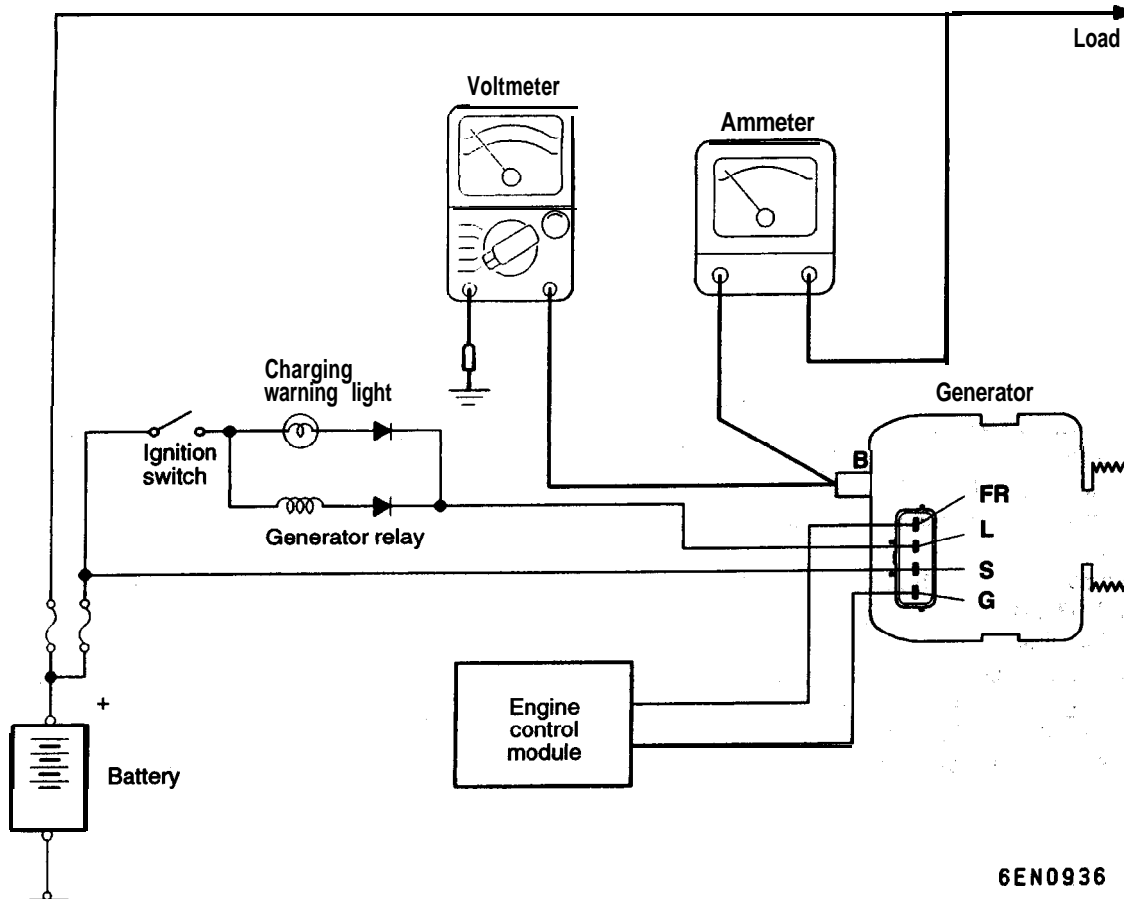 Load
Voltmeter
Ammeter
Charging
warning light
Generator
Ignition
switch
B
FR
Generator relay
L
S
G
+
Engine
control
module
Battery
6EN0936